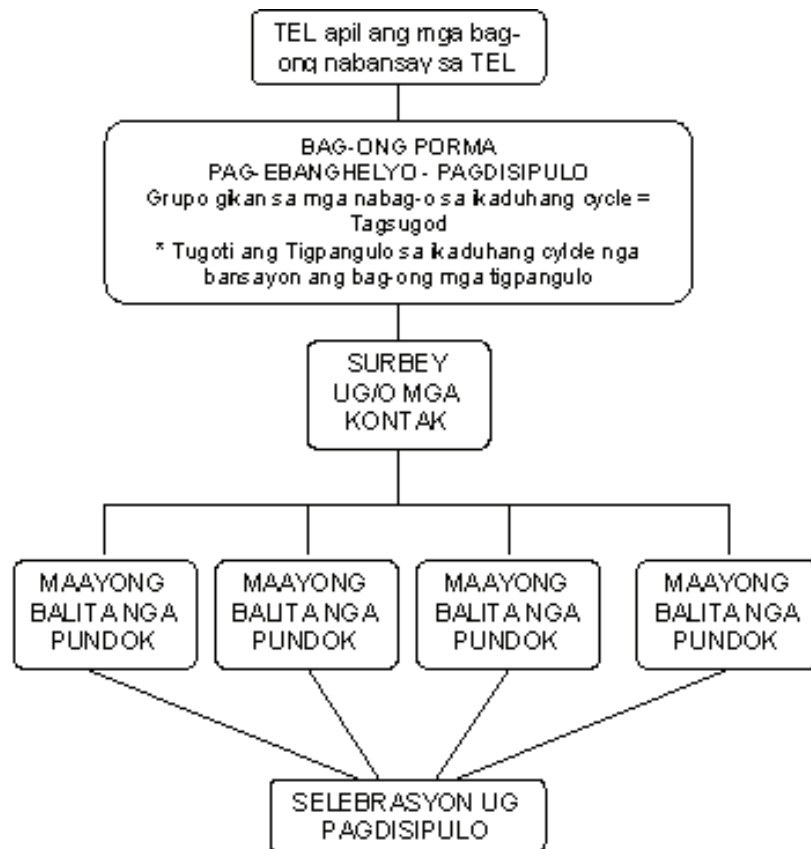 TEL apil ang mga bag-
ong nabansay sa TEL
BAG-ONG PORMA
PAG-EBANGHELYO - PAGDISIPULO
Grupo gikan sa mga nabag-o sa ikaduhang cycle =
Tagsugod
* Tugoti ang Tigpangulo sa ikaduhang cylcle nga
bansayon ang bag-ong mga tigpangulo
SURBEY
UG/O MGA
KONTAK
MAAYONG
BALITA NGA
PUNDOK
MAAYONG
BALITA NGA
PUNDOK
MAAYONG
BALITA NGA
PUNDOK
MAAYONG
BALITA NGA
PUNDOK
SELEBRASYON UG
PAGDISIPULO